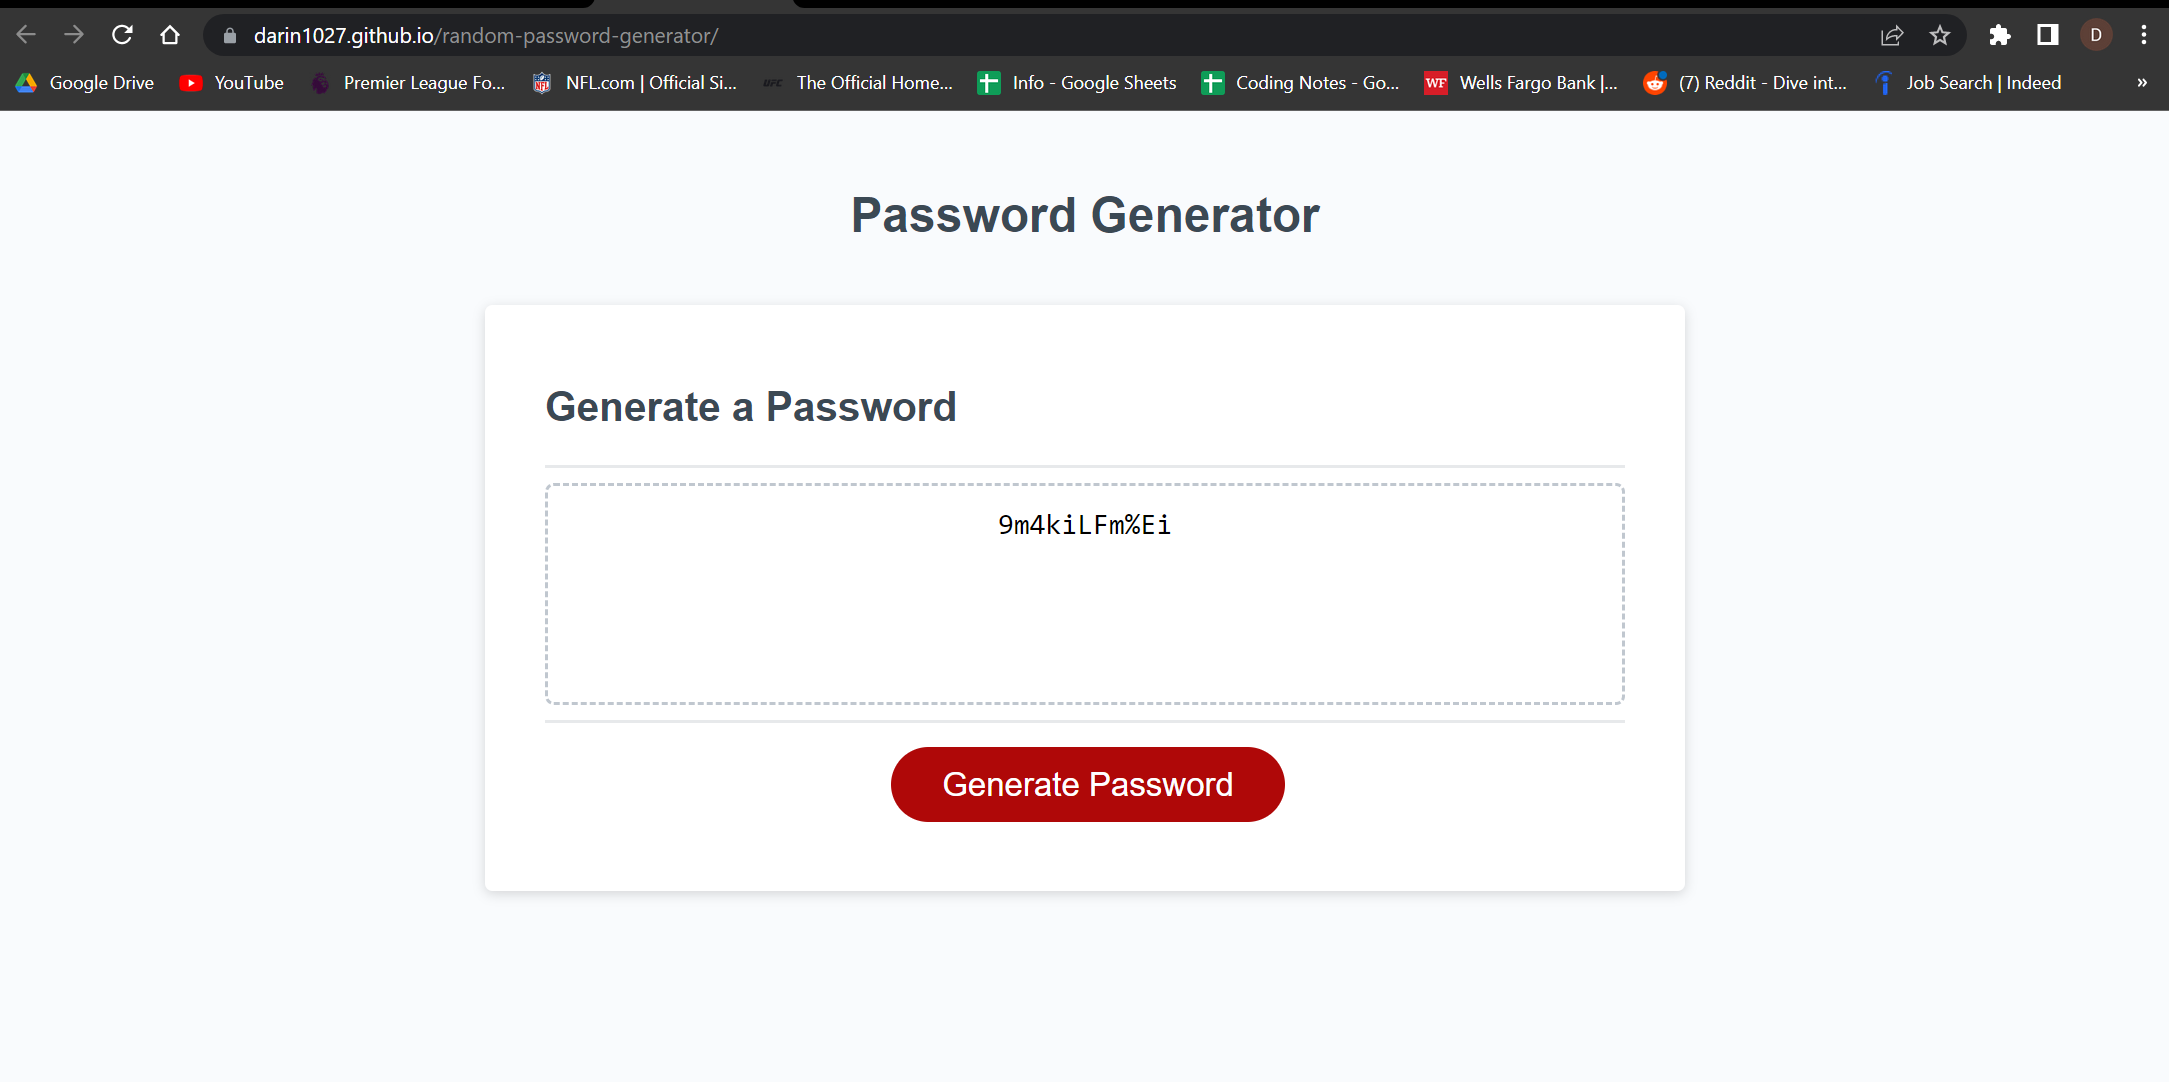 darin1027.github.io/random-password-generator/
D
Google Drive
YouTube
Premier League Fo...
NFL.com | Official Si...
UFC
The Official Home...
Info - Google Sheets
Coding Notes - Go...
WF
Wells Fargo Bank |...
(7) Reddit - Dive int...
Job Search | Indeed
»
Password Generator
Generate a Password
9m4kiLFm%Ei
Generate Password